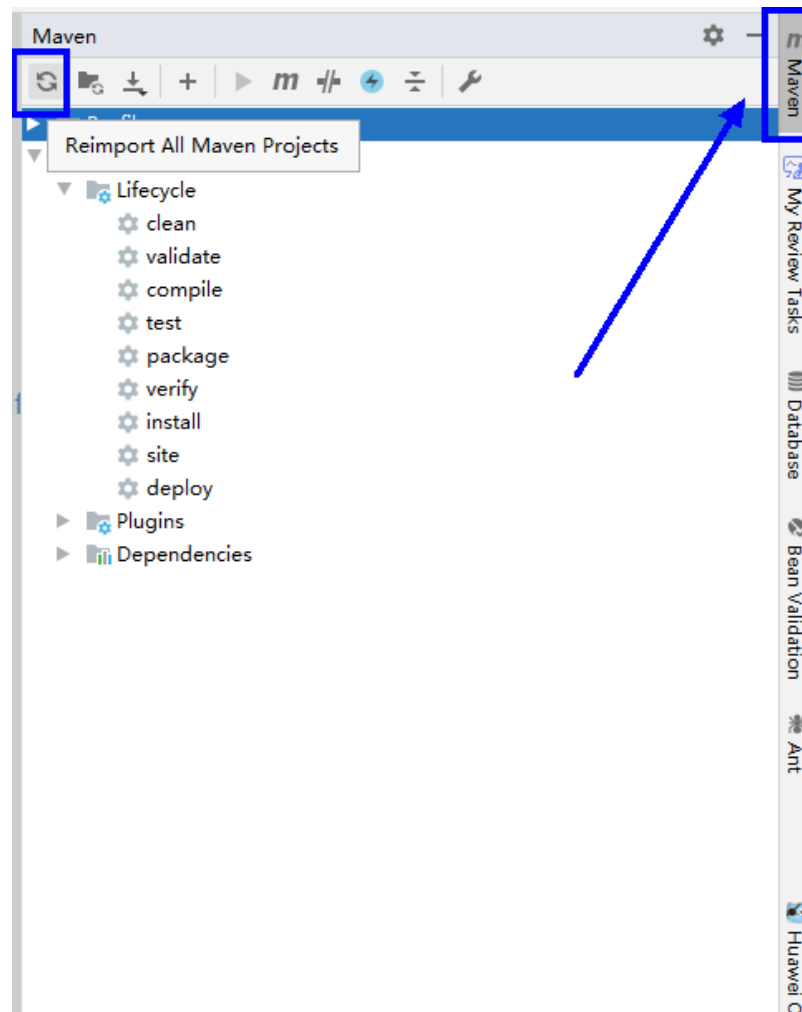 Maven
m
Reimport All Maven Projects
Lifecycle
clean
validate
compile
test
package
verify
install
site
deploy
Plugins
Dependencies
Maven
My Review Tasks
Database
Bean Validation
Ant
Huawei